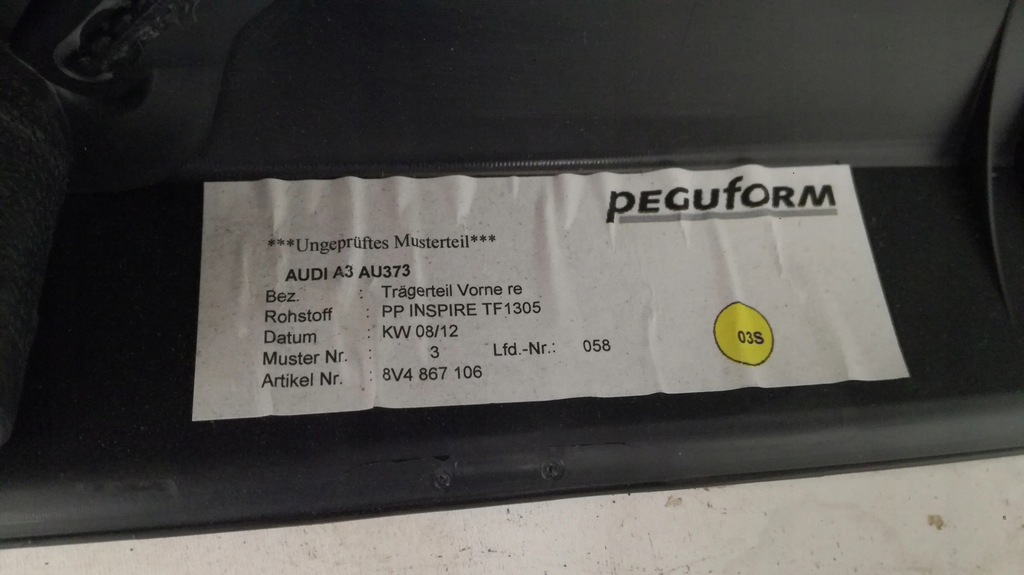 PEGUFORM
***Ungeprüftes Musterteil***
AUDI A3 AU373
Bez. : Trägerteil Vorne re
Rohstoff : PP INSPIRE TF1305
Datum : KW 08/12
Muster Nr. : 3 Lfd.-Nr.: 058
Artikel Nr. : 8V4 867 106
03S